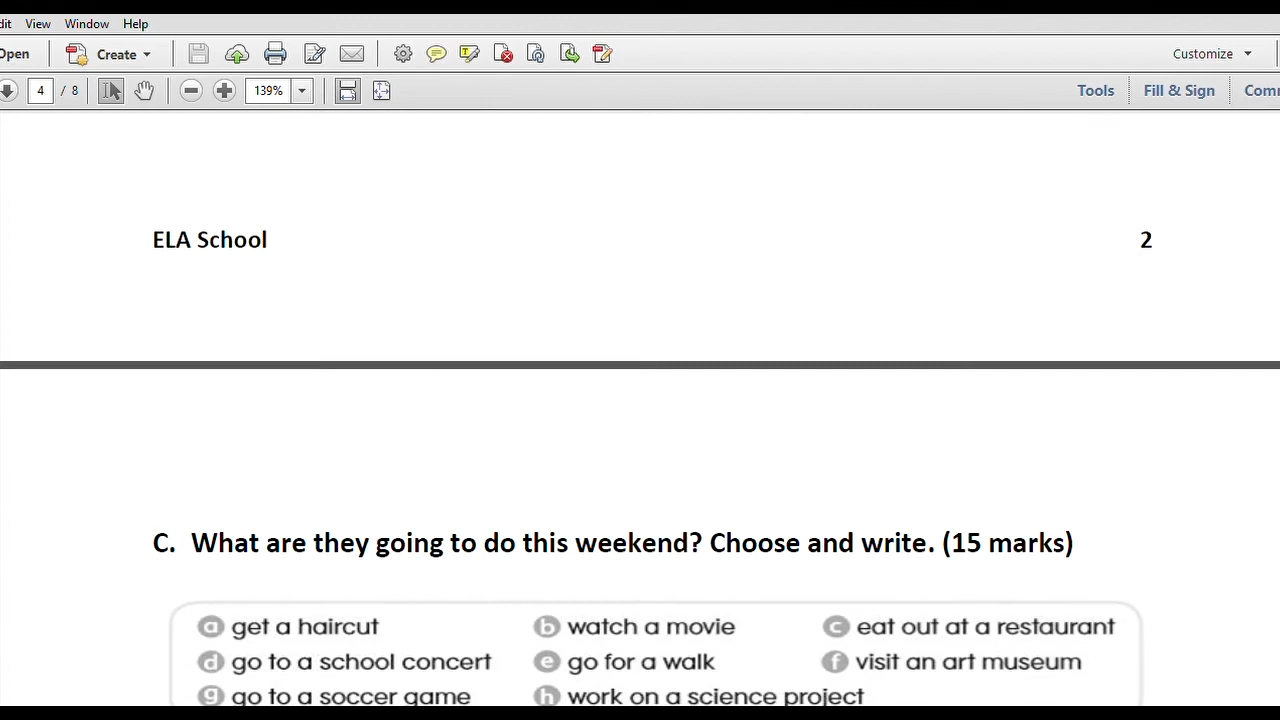 dit View Window Help
Open Create Customize
4 / 8 139% Tools Fill & Sign Comm
ELA School 2
C. What are they going to do this weekend? Choose and write. (15 marks)
a get a haircut b watch a movie c eat out at a restaurant
d go to a school concert e go for a walk f visit an art museum
g go to a soccer game h work on a science project